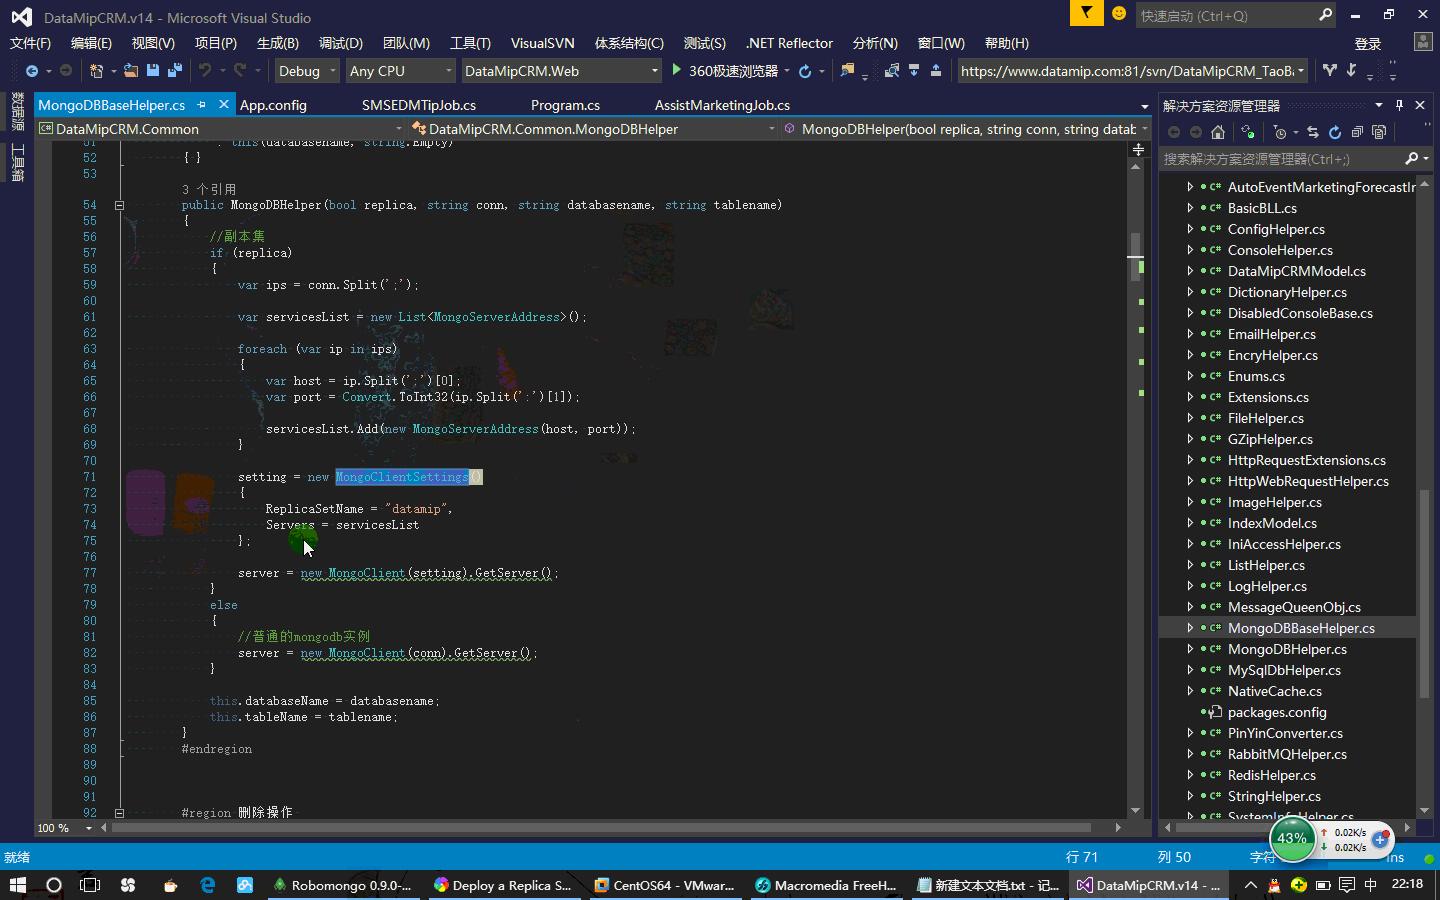 DataMipCRM.v14 - Microsoft Visual Studio
快速启动 (Ctrl+Q)
文件(F) 编辑(E) 视图(V) 项目(P) 生成(B) 调试(D) 团队(M) 工具(T) VisualSVN 体系结构(C) 测试(S) .NET Reflector 分析(N) 窗口(W) 帮助(H) 登录
Debug Any CPU DataMipCRM.Web 360极速浏览器 https://www.datamip.com:81/svn/DataMipCRM_TaoBa
数据源
工具箱
MongoDBBaseHelper.cs App.config SMSEDMTipJob.cs Program.cs AssistMarketingJob.cs
DataMipCRM.Common DataMipCRM.Common.MongoDBHelper MongoDBHelper(bool replica, string conn, string datab
51 : this(databasename, string.Empty)
52 { }
53
3 个引用
54 public MongoDBHelper(bool replica, string conn, string databasename, string tablename)
55 {
56 //副本集
57 if (replica)
58 {
59 var ips = conn.Split(';');
60
61 var servicesList = new List<MongoServerAddress>();
62
63 foreach (var ip in ips)
64 {
65 var host = ip.Split(':')[0];
66 var port = Convert.ToInt32(ip.Split(':')[1]);
67
68 servicesList.Add(new MongoServerAddress(host, port));
69 }
70
71 setting = new MongoClientSettings()
72 {
73 ReplicaSetName = "datamip",
74 Servers = servicesList
75 };
76
77 server = new MongoClient(setting).GetServer();
78 }
79 else
80 {
81 //普通的mongodb实例
82 server = new MongoClient(conn).GetServer();
83 }
84
85 this.databaseName = databasename;
86 this.tableName = tablename;
87 }
88 #endregion
89
90
91
92 #region 删除操作
100 %
解决方案资源管理器
搜索解决方案资源管理器(Ctrl+;)
C# AutoEventMarketingForecastIn
C# BasicBLL.cs
C# ConfigHelper.cs
C# ConsoleHelper.cs
C# DataMipCRMModel.cs
C# DictionaryHelper.cs
C# DisabledConsoleBase.cs
C# EmailHelper.cs
C# EncryHelper.cs
C# Enums.cs
C# Extensions.cs
C# FileHelper.cs
C# GZipHelper.cs
C# HttpRequestExtensions.cs
C# HttpWebRequestHelper.cs
C# ImageHelper.cs
C# IndexModel.cs
C# IniAccessHelper.cs
C# ListHelper.cs
C# LogHelper.cs
C# MessageQueenObj.cs
C# MongoDBBaseHelper.cs
C# MongoDBHelper.cs
C# MySqlDbHelper.cs
C# NativeCache.cs
packages.config
C# PinYinConverter.cs
C# RabbitMQHelper.cs
C# RedisHelper.cs
C# StringHelper.cs
C# SystemInfoHelper.cs
43% 0.02K/s
0.02K/s
就绪 行 71 列 50 字符 Ins
Robomongo 0.9.0-... Deploy a Replica S... CentOS64 - VMwar... Macromedia FreeH... 新建文本文档.txt - 记... DataMipCRM.v14 - ... 中 22:18